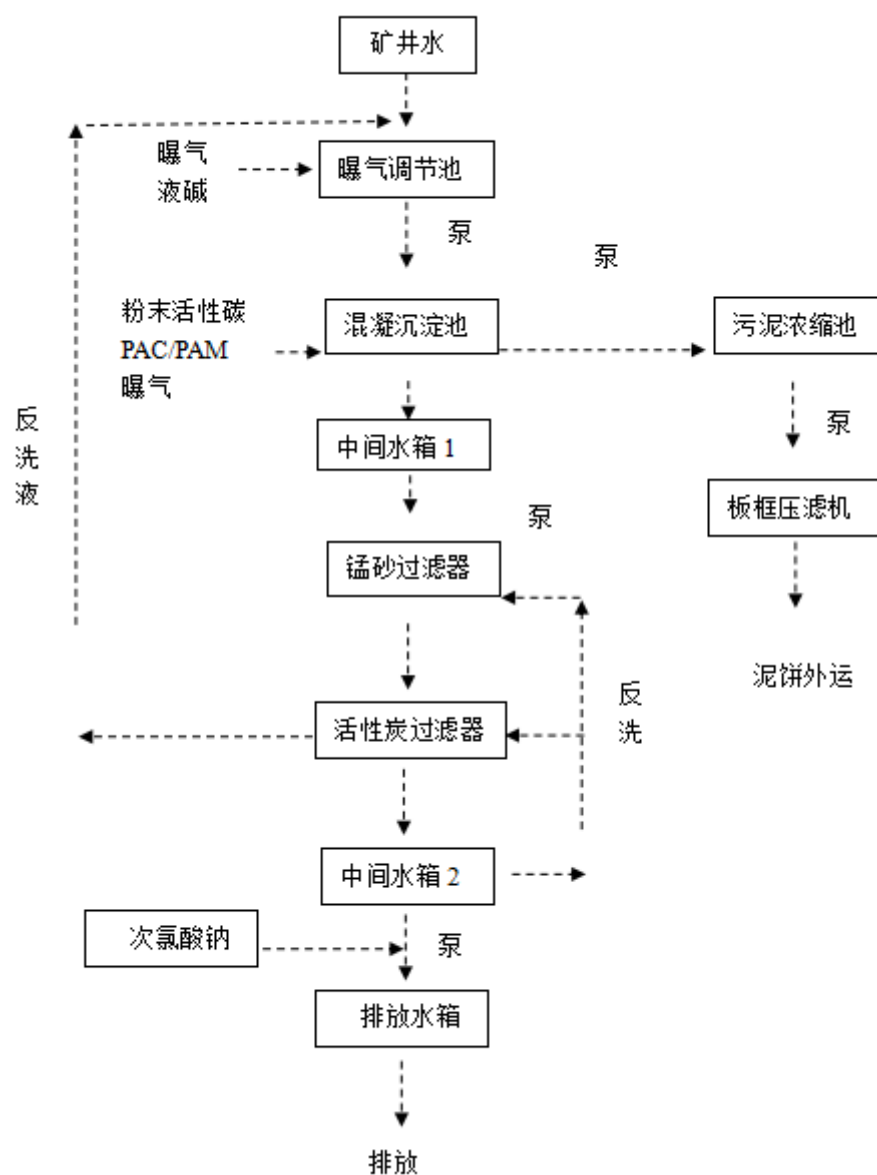 矿井水
曝气
液碱
曝气调节池
泵
泵
粉末活性碳
PAC/PAM
曝气
混凝沉淀池
污泥浓缩池
反
洗
液
中间水箱 1
泵
板框压滤机
泵
锰砂过滤器
泥饼外运
反
洗
活性炭过滤器
中间水箱 2
次氯酸钠
泵
排放水箱
排放